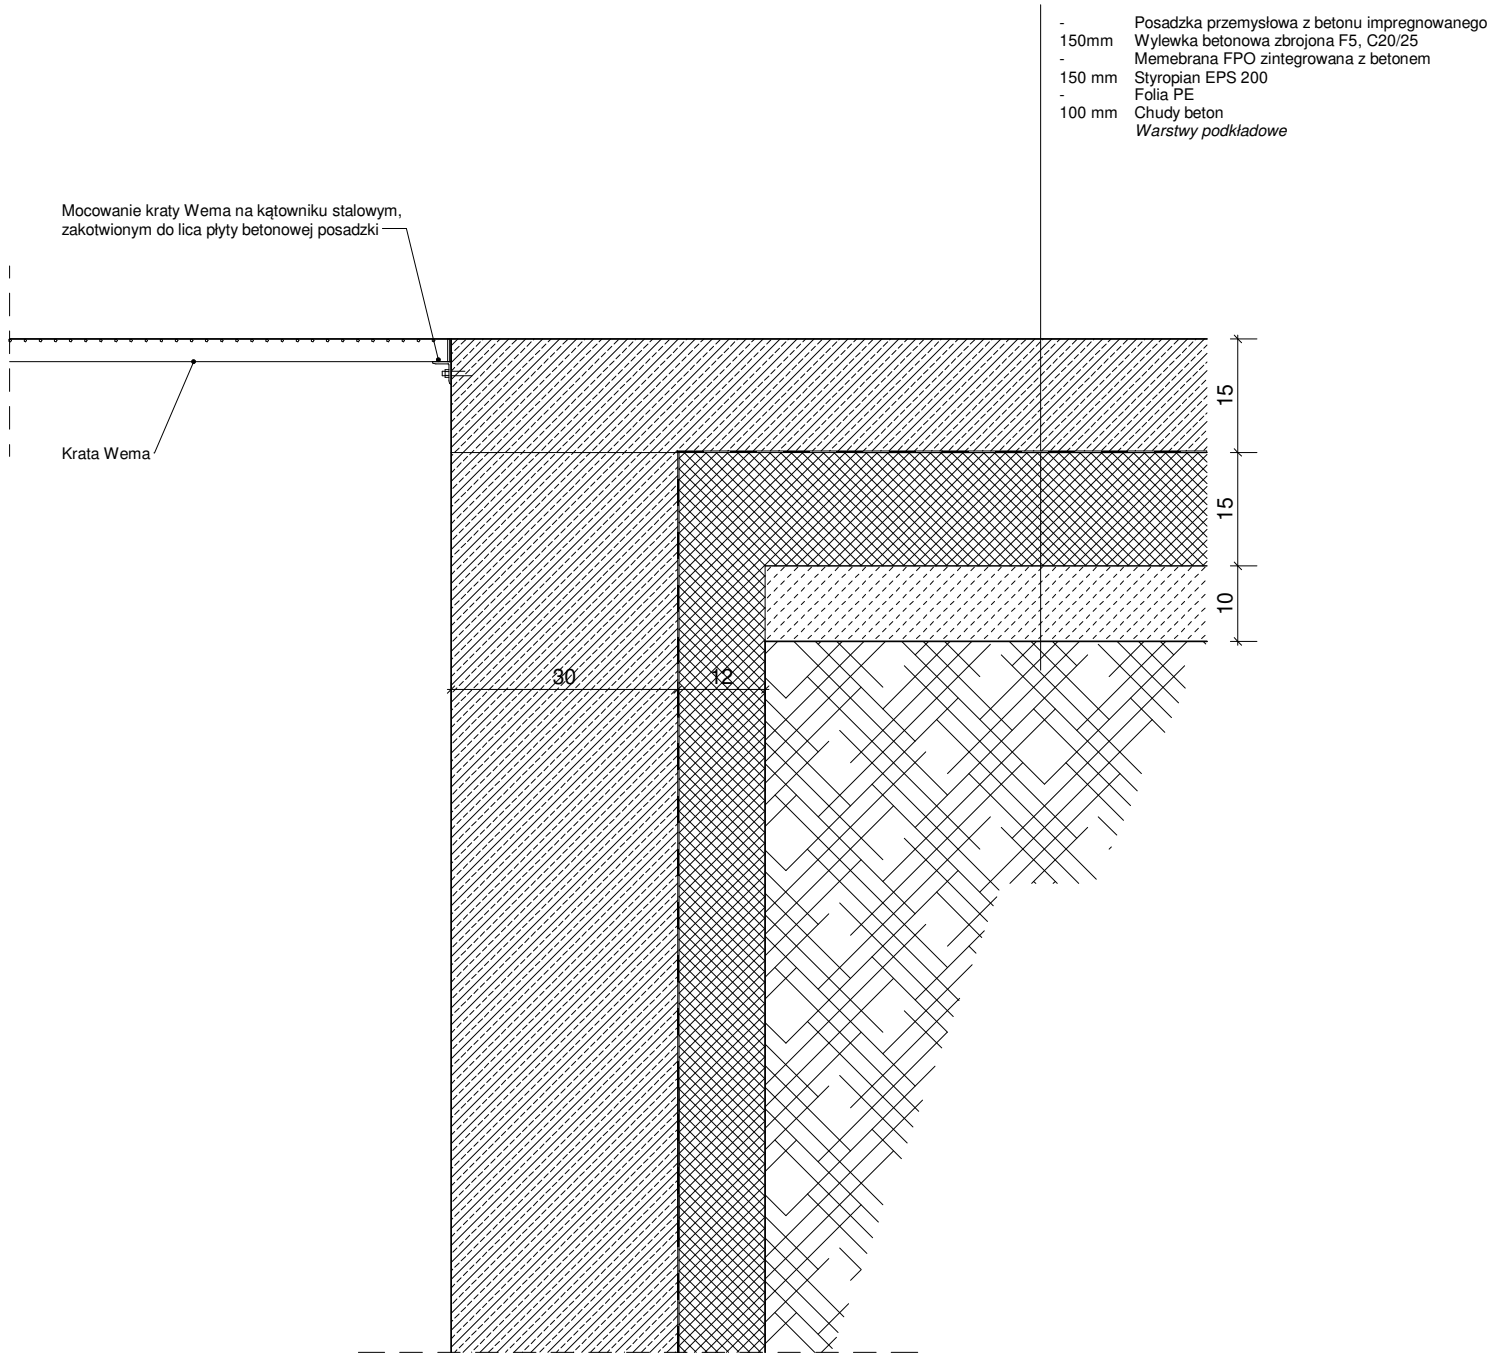 - Posadzka przemysłowa z betonu impregnowanego
150mm Wylewka betonowa zbrojona F5, C20/25
- Memebrana FPO zintegrowana z betonem
150 mm Styropian EPS 200
- Folia PE
100 mm Chudy beton
Warstwy podkładowe
Mocowanie kraty Wema na kątowniku stalowym,
zakotwionym do lica płyty betonowej posadzki
Krata Wema
15
15
10
30
12